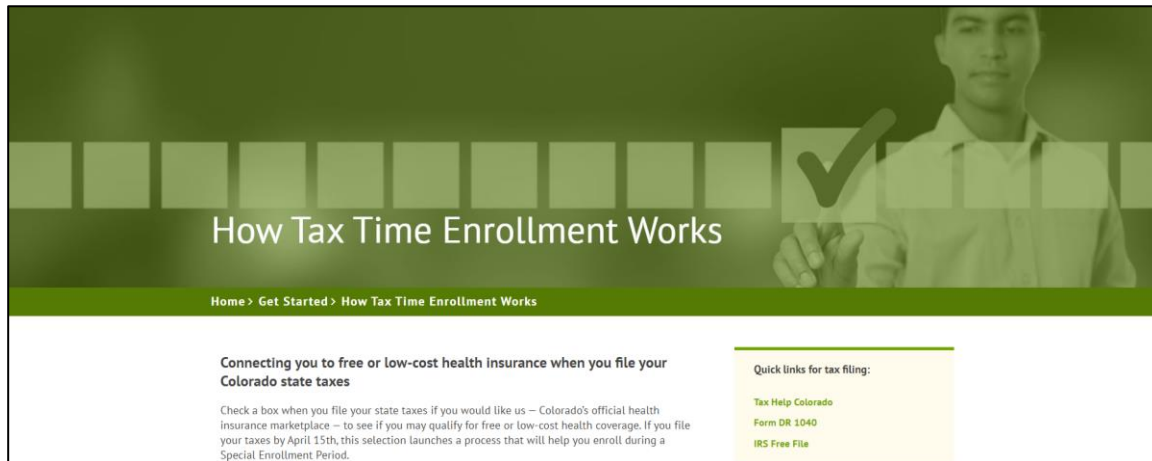 How Tax Time Enrollment Works
Home > Get Started > How Tax Time Enrollment Works
Connecting you to free or low-cost health insurance when you file your
Colorado state taxes
Check a box when you file your state taxes if you would like us — Colorado's official health
insurance marketplace — to see if you may qualify for free or low-cost health coverage. If you file
your taxes by April 15th, this selection launches a process that will help you enroll during a
Special Enrollment Period.
Quick links for tax filing:
Tax Help Colorado
Form DR 1040
IRS Free File